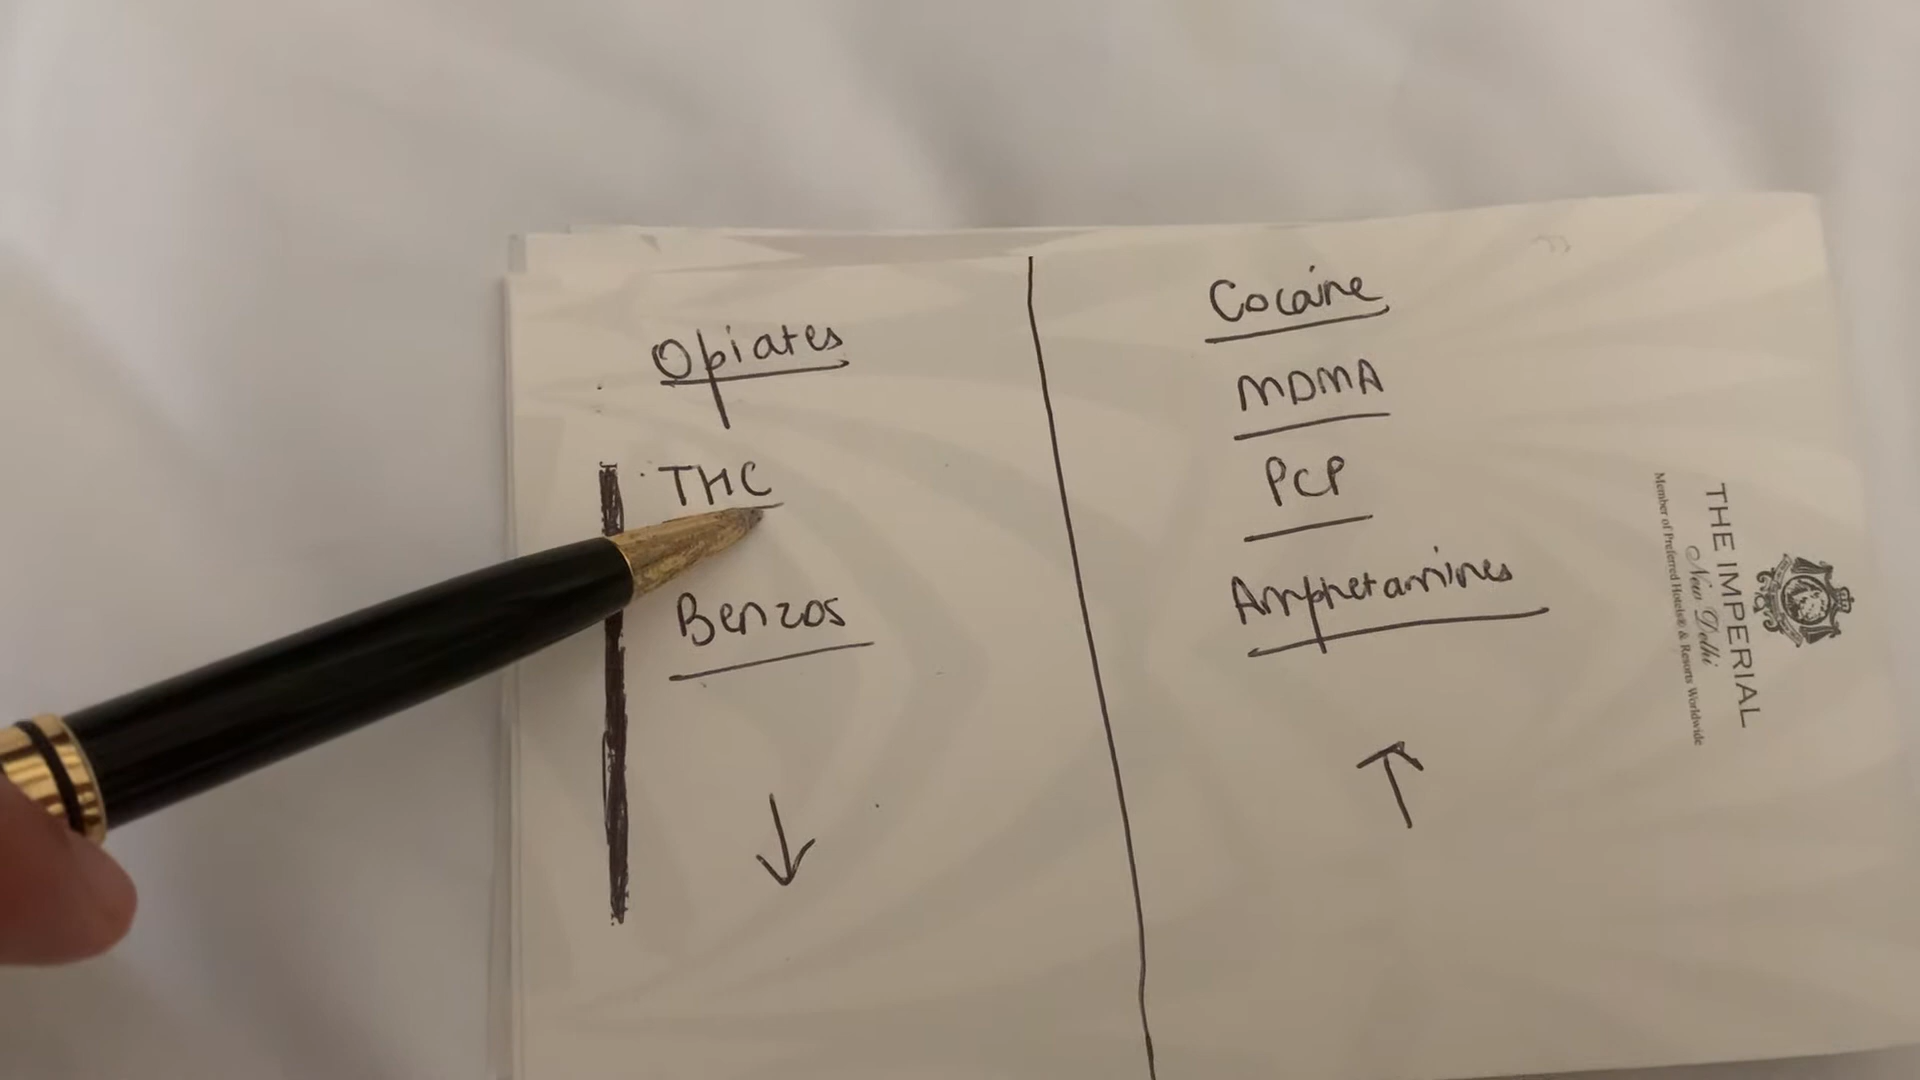 Opiates
THC
Benzos
↓
Cocaine
MDMA
PCP
Amphetamines
↑
THE IMPERIAL
New Delhi
Member of Preferred Hotels® & Resorts Worldwide